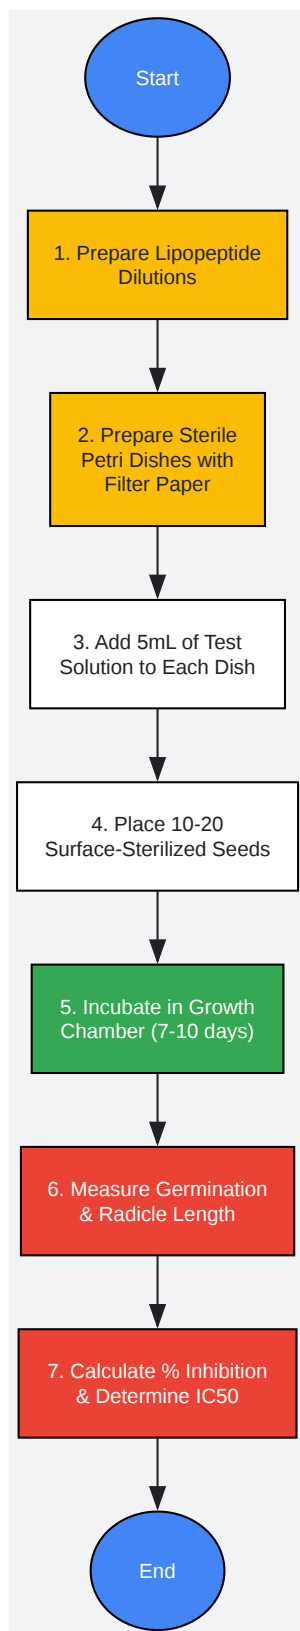 Start
1. Prepare Lipopeptide
Dilutions
2. Prepare Sterile
Petri Dishes with
Filter Paper
3. Add 5mL of Test
Solution to Each Dish
4. Place 10-20
Surface-Sterilized Seeds
5. Incubate in Growth
Chamber (7-10 days)
6. Measure Germination
& Radicle Length
7. Calculate % Inhibition
& Determine IC50
End